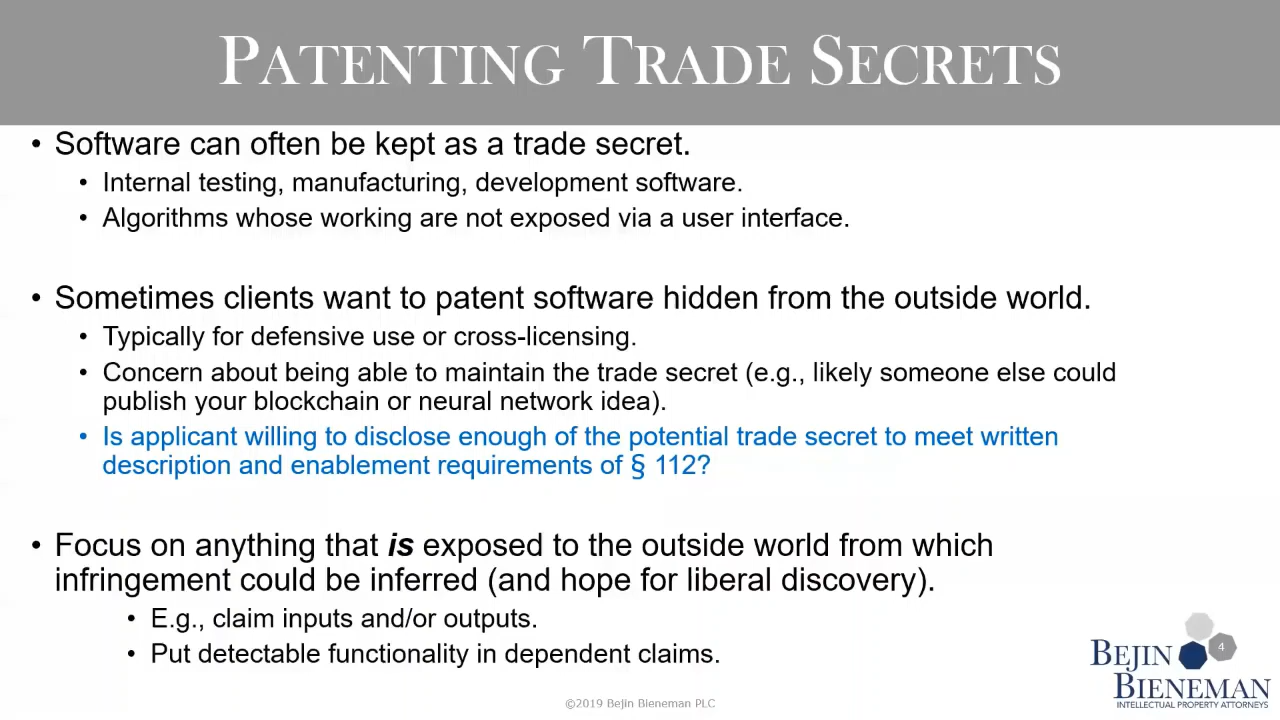 PATENTING TRADE SECRETS
• Software can often be kept as a trade secret.
• Internal testing, manufacturing, development software.
• Algorithms whose working are not exposed via a user interface.
• Sometimes clients want to patent software hidden from the outside world.
• Typically for defensive use or cross-licensing.
• Concern about being able to maintain the trade secret (e.g., likely someone else could
publish your blockchain or neural network idea).
• Is applicant willing to disclose enough of the potential trade secret to meet written
description and enablement requirements of § 112?
• Focus on anything that is exposed to the outside world from which
infringement could be inferred (and hope for liberal discovery).
• E.g., claim inputs and/or outputs.
• Put detectable functionality in dependent claims.
4
BEJIN
BIENEMAN
INTELLECTUAL PROPERTY ATTORNEYS
©2019 Bejin Bieneman PLC